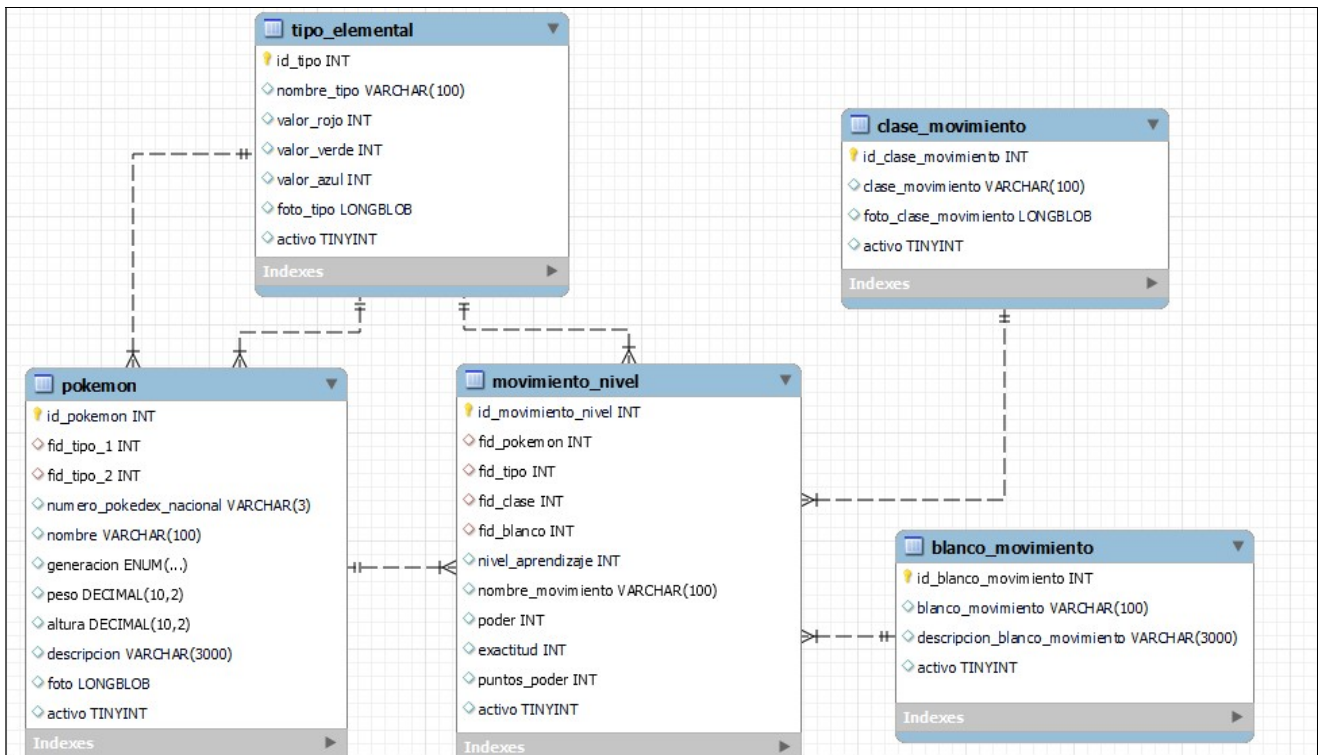 tipo_elemental
id_tipo INT
nombre_tipo VARCHAR(100)
valor_rojo INT
valor_verde INT
valor_azul INT
foto_tipo LONGBLOB
activo TINYINT
Indexes
clase_movimiento
id_clase_movimiento INT
clase_movimiento VARCHAR(100)
foto_clase_movimiento LONGBLOB
activo TINYINT
Indexes
pokemon
id_pokemon INT
fid_tipo_1 INT
fid_tipo_2 INT
numero_pokedex_nacional VARCHAR(3)
nombre VARCHAR(100)
generacion ENUM(...)
peso DECIMAL(10,2)
altura DECIMAL(10,2)
descripcion VARCHAR(3000)
foto LONGBLOB
activo TINYINT
Indexes
movimiento_nivel
id_movimiento_nivel INT
fid_pokemon INT
fid_tipo INT
fid_clase INT
fid_blanco INT
nivel_aprendizaje INT
nombre_movimiento VARCHAR(100)
poder INT
exactitud INT
puntos_poder INT
activo TINYINT
Indexes
blanco_movimiento
id_blanco_movimiento INT
blanco_movimiento VARCHAR(100)
descripcion_blanco_movimiento VARCHAR(3000)
activo TINYINT
Indexes